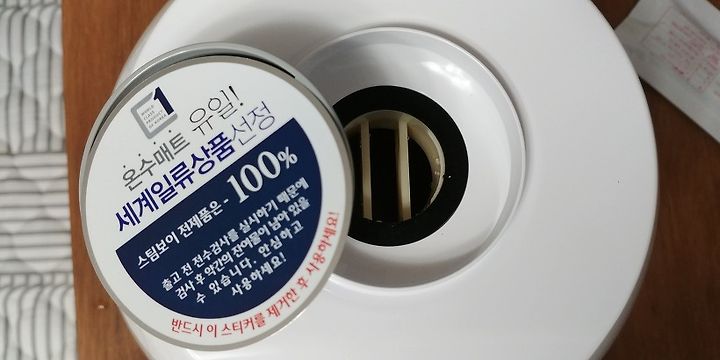 WORLD
CLASS
PRODUCT
OF KOREA
1
온수매트 유일!
세계일류상품선정
스팀보이 전제품은 - 100%
출고 전 전수검사를 실시하기 때문에
검사 후 약간의 잔여물이 남아 있을
수 있습니다. 안심하고
사용하세요!
반드시 이 스티커를 제거한 후 사용하세요!